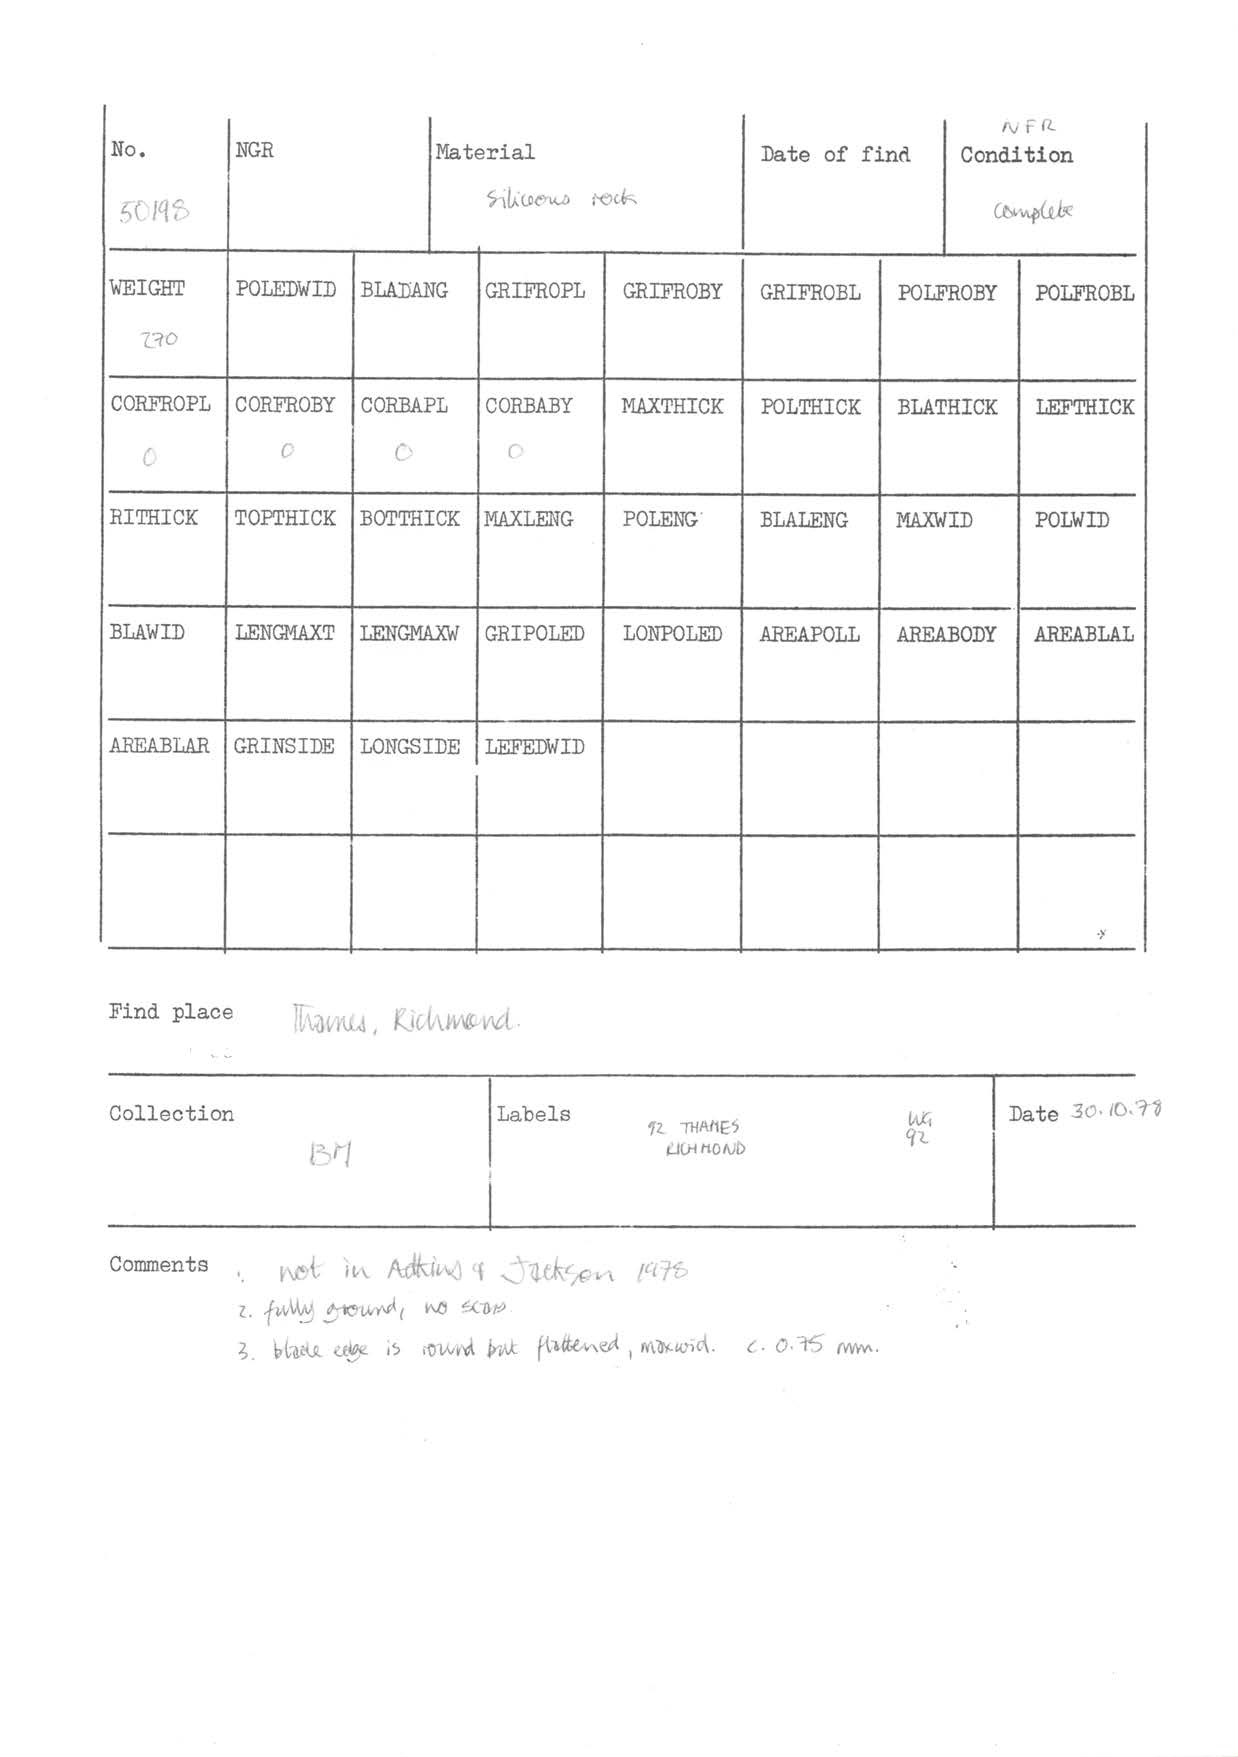 NFR
No. NGR Material Date of find Condition
50198 Siliceous rock complete
WEIGHT POLEDWID BLADANG GRIFROPL GRIFROBY GRIFROBL POLFROBY POLFROBL
270
CORFROPL CORFROBY CORBAPL CORBABY MAXTHICK POLTHICK BLATHICK LEFTHICK
0 0 0 0
RITHICK TOPTHICK BOTTHICK MAXLENG POLENG BLALENG MAXWID POLWID
BLAWID LENGMAXT LENGMAXW GRIPOLED LONPOLED AREAPOLL AREABODY AREABLAL
AREABLAR GRINSIDE LONGSIDE LEFEDWID
Find place Thames, Richmond.
Collection Labels Date 30.10.78
BM 92 THAMES WG
RICHMOND 92
Comments 1. not in Adkins & Jackson 1978
2. fully ground, no scars
3. blade edge is round but flattened, maxwid. c. 0.75 mm.